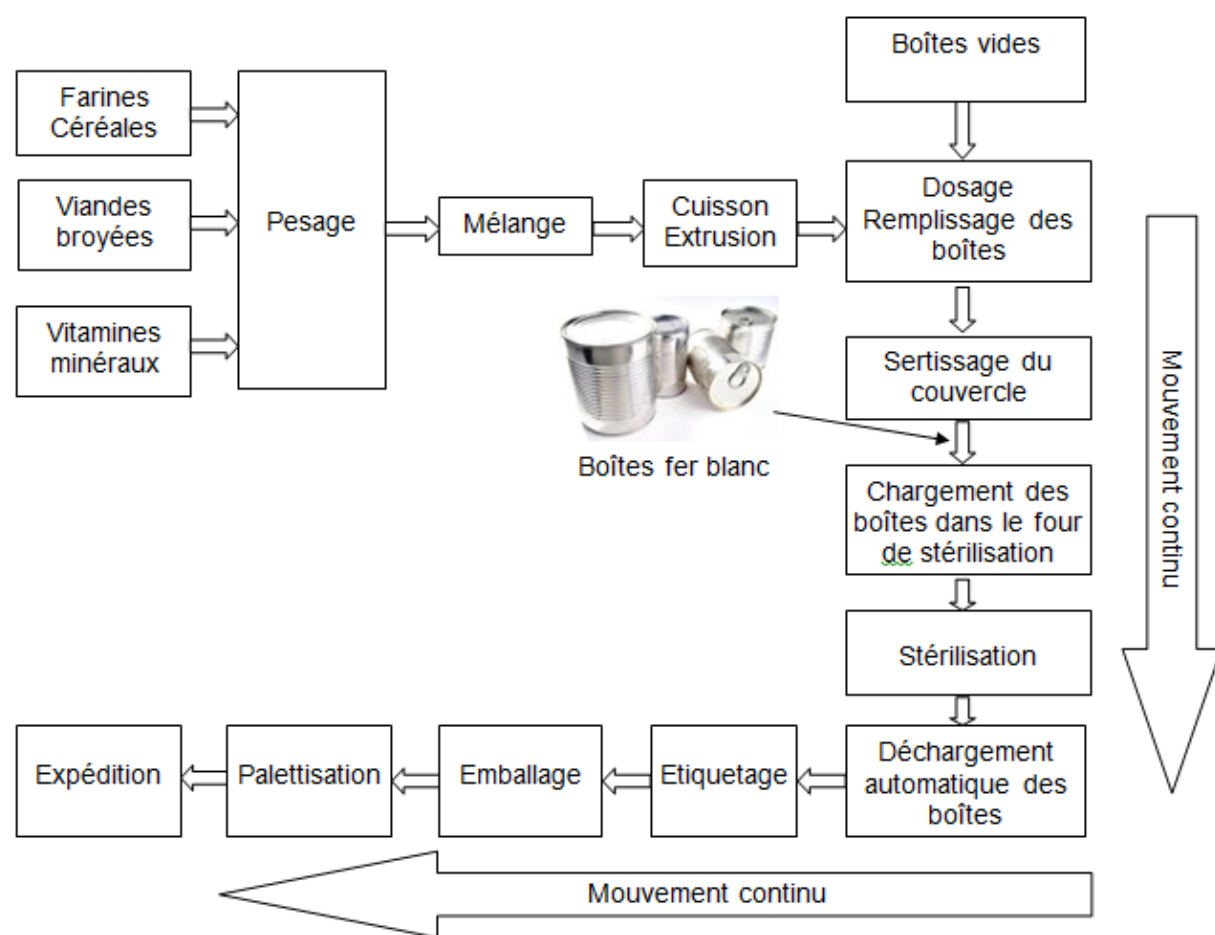 Boîtes vides
Farines
Céréales
Viandes
broyées
Vitamines
minéraux
Pesage
Mélange
Cuisson
Extrusion
Dosage
Remplissage des
boîtes
Sertissage du
couvercle
Boîtes fer blanc
Chargement des
boîtes dans le four
de stérilisation
Stérilisation
Mouvement continu
Déchargement
automatique des
boîtes
Etiquetage
Emballage
Palettisation
Expédition
Mouvement continu